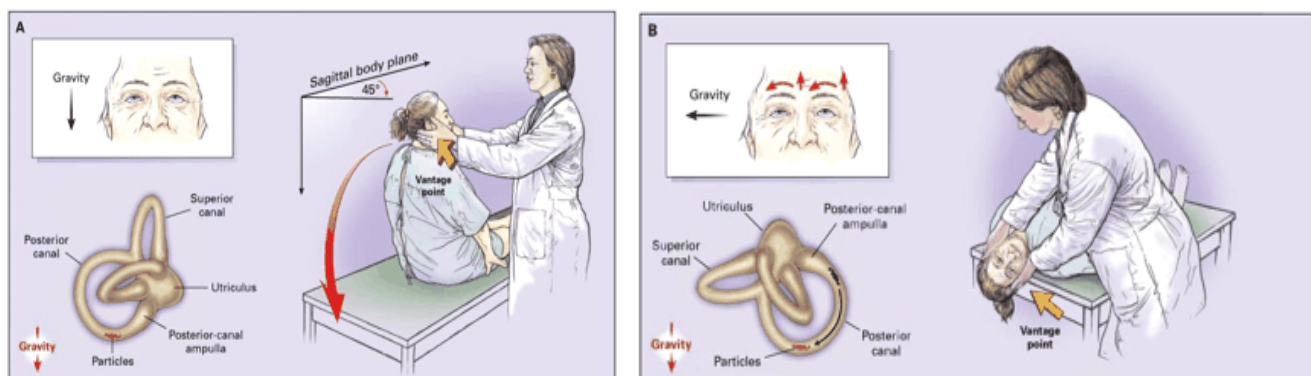 A
Gravity
Sagittal body plane
45°
Vantage
point
Superior
canal
Posterior
canal
Utriculus
Posterior-canal
ampulla
Particles
Gravity
B
Gravity
Utriculus
Posterior-canal
ampulla
Superior
canal
Posterior
canal
Particles
Gravity
Vantage
point